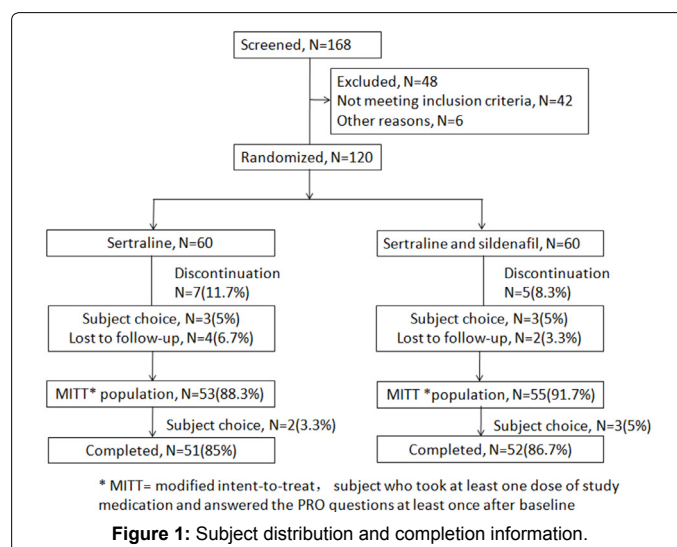 Screened, N=168
Excluded, N=48
Not meeting inclusion criteria, N=42
Other reasons, N=6
Randomized, N=120
Sertraline, N=60
Discontinuation
N=7(11.7%)
Subject choice, N=3(5%)
Lost to follow-up, N=4(6.7%)
MITT* population, N=53(88.3%)
Subject choice, N=2(3.3%)
Completed, N=51(85%)
Sertraline and sildenafil, N=60
Discontinuation
N=5(8.3%)
Subject choice, N=3(5%)
Lost to follow-up, N=2(3.3%)
MITT *population, N=55(91.7%)
Subject choice, N=3(5%)
Completed, N=52(86.7%)
* MITT= modified intent-to-treat， subject who took at least one dose of study
medication and answered the PRO questions at least once after baseline
Figure 1: Subject distribution and completion information.